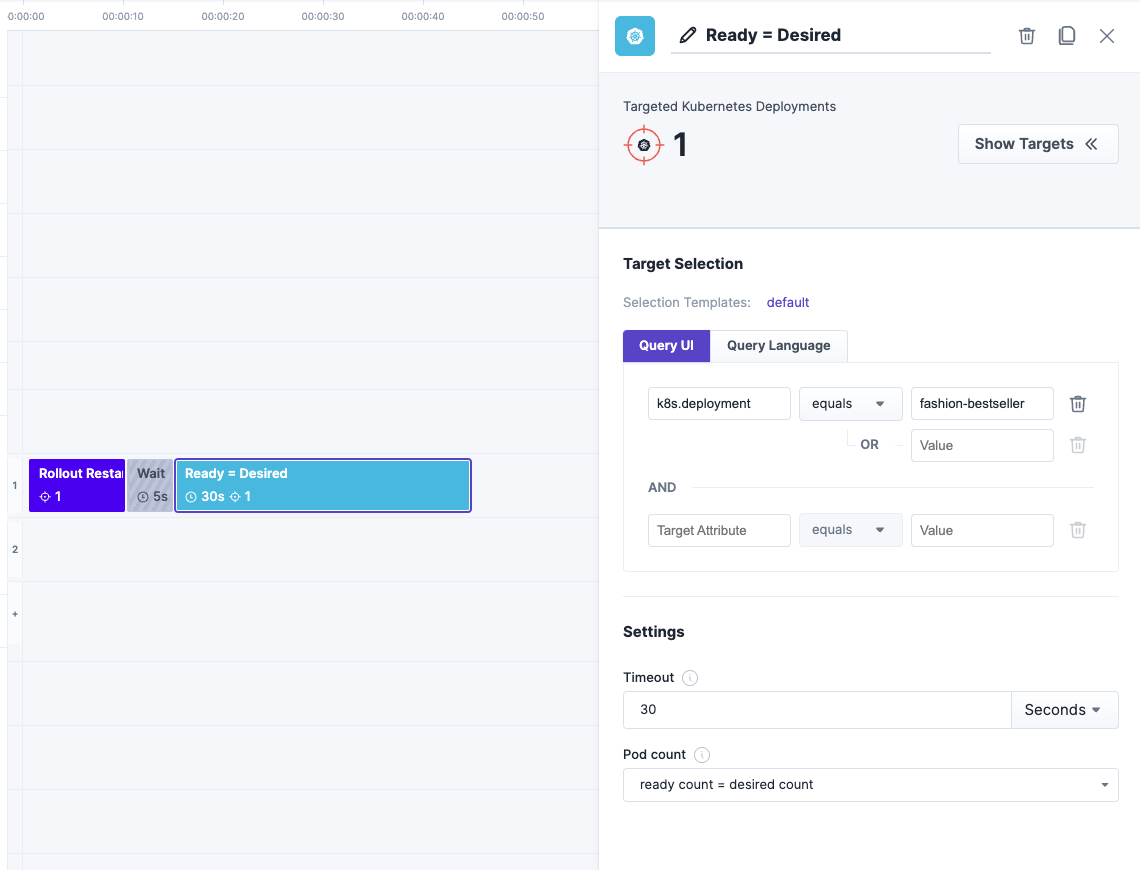 0:00:00 00:00:10 00:00:20 00:00:30 00:00:40 00:00:50
1
Rollout Restar
1
Wait
5s
Ready = Desired
30s 1
2
+
Ready = Desired
Targeted Kubernetes Deployments
1
Show Targets
Target Selection
Selection Templates: default
Query UI Query Language
k8s.deployment equals fashion-bestseller
OR Value
AND
Target Attribute equals Value
Settings
Timeout
30 Seconds
Pod count
ready count = desired count